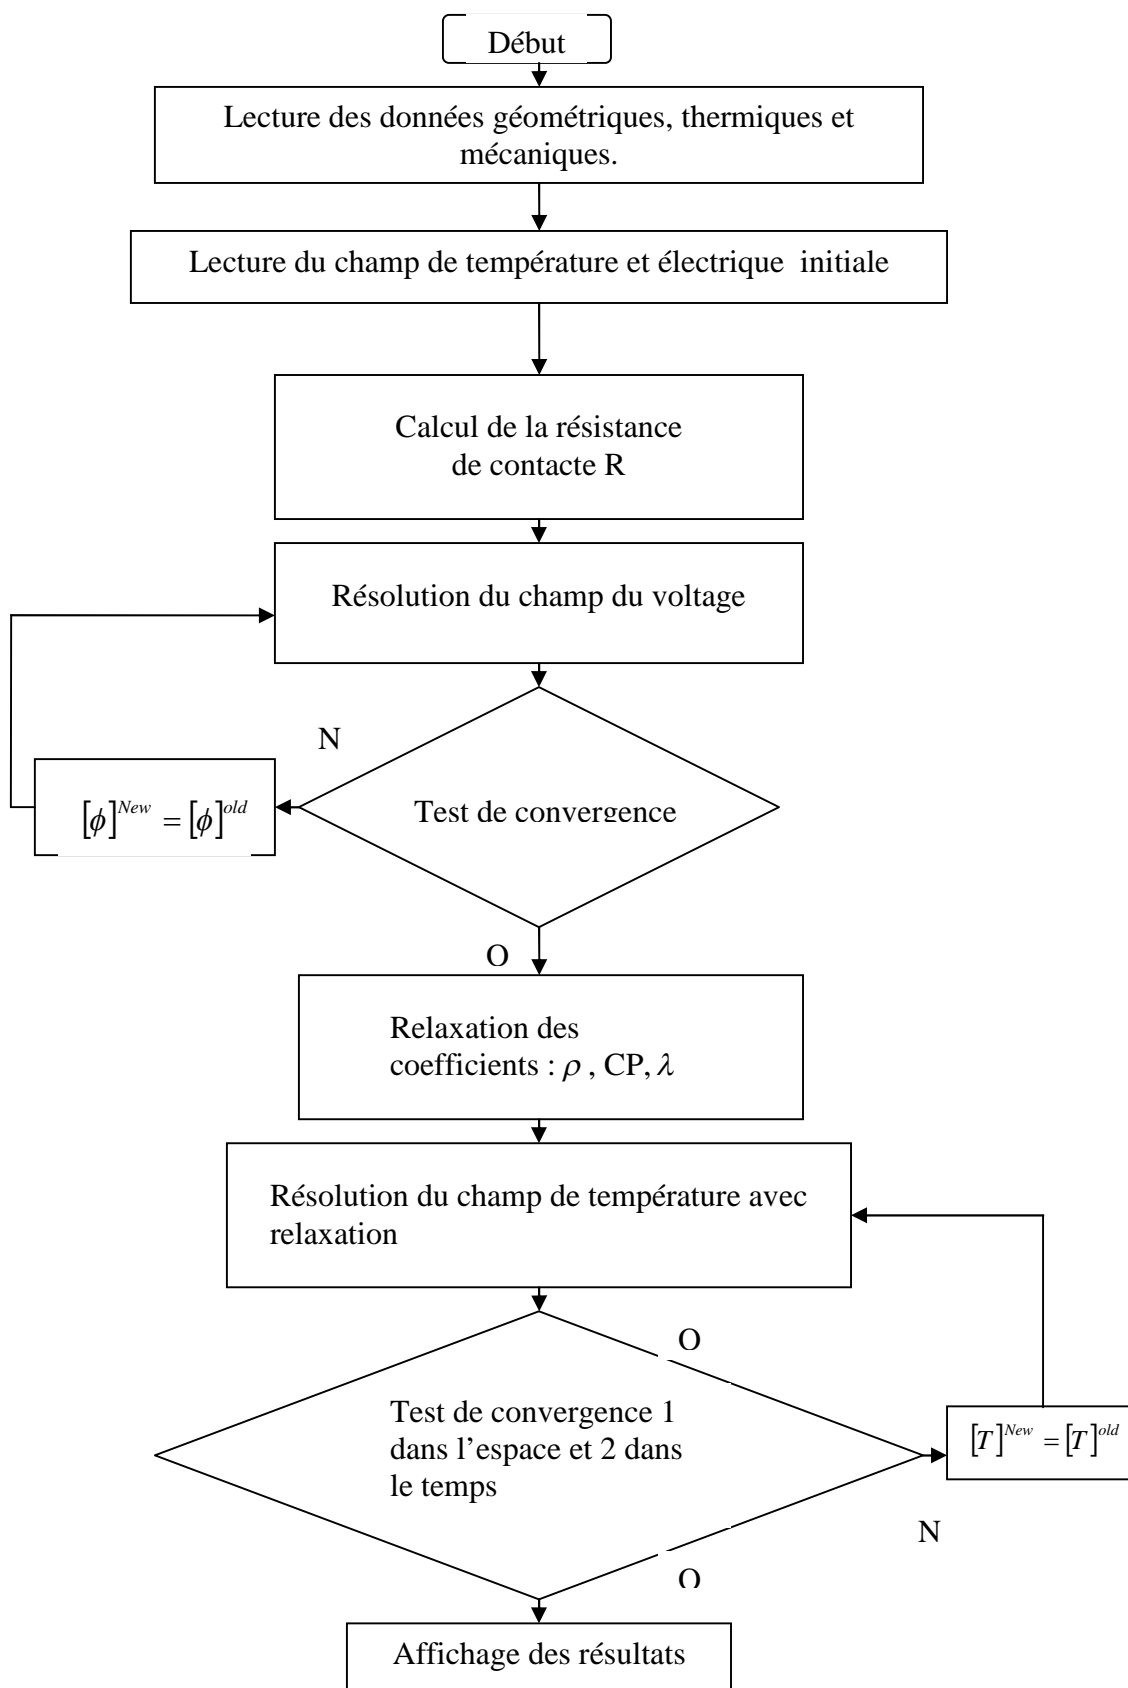 Début
Lecture des données géométriques, thermiques et
mécaniques.
Lecture du champ de température et électrique  initiale
Calcul de la résistance
de contacte R
Résolution du champ du voltage
N
[ϕ]^{New} = [ϕ]^{old}
Test de convergence
O
Relaxation des
coefficients : ρ , CP, λ
Résolution du champ de température avec
relaxation
O
Test de convergence 1
dans l’espace et 2 dans
le temps
[T]^{New} = [T]^{old}
N
O
Affichage des résultats